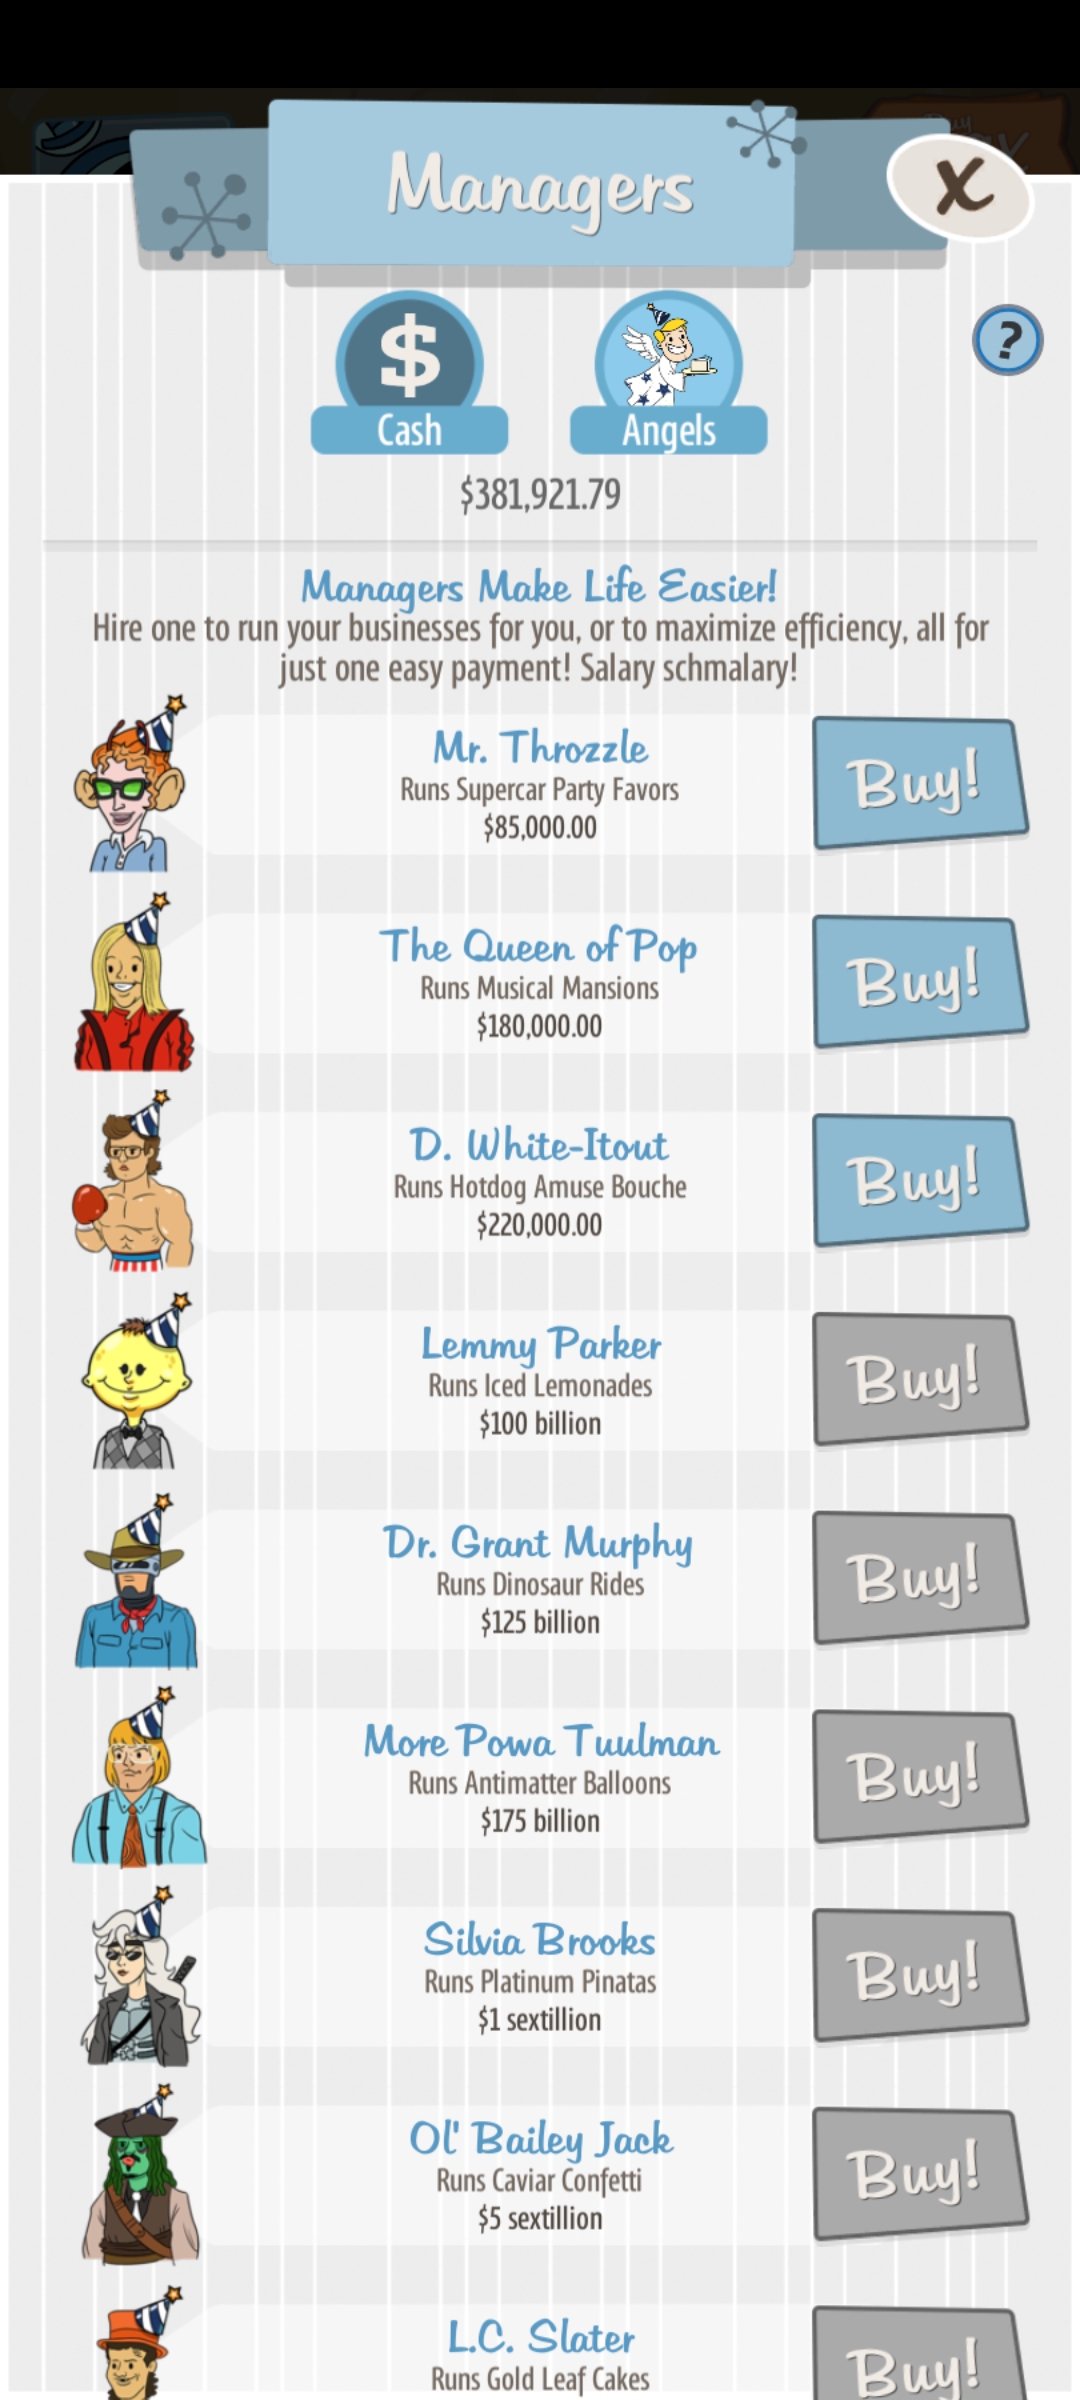 Buy
Managers
X
$
Cash
Angels
?
$381,921.79
Managers Make Life Easier!
Hire one to run your businesses for you, or to maximize efficiency, all for
just one easy payment! Salary schmalary!
Mr. Throzzle
Runs Supercar Party Favors
$85,000.00
Buy!
The Queen of Pop
Runs Musical Mansions
$180,000.00
Buy!
D. White-Itout
Runs Hotdog Amuse Bouche
$220,000.00
Buy!
Lemmy Parker
Runs Iced Lemonades
$100 billion
Buy!
Dr. Grant Murphy
Runs Dinosaur Rides
$125 billion
Buy!
More Powa Tuulman
Runs Antimatter Balloons
$175 billion
Buy!
Silvia Brooks
Runs Platinum Pinatas
$1 sextillion
Buy!
Ol' Bailey Jack
Runs Caviar Confetti
$5 sextillion
Buy!
L.C. Slater
Runs Gold Leaf Cakes
Buy!